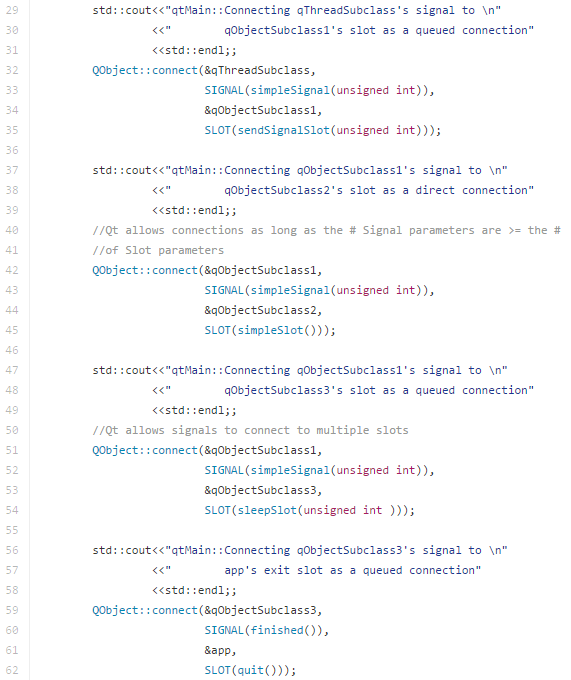 29 std::cout<<"qtMain::Connecting qThreadSubclass's signal to \n"
30 <<"        qObjectSubclass1's slot as a queued connection"
31 <<std::endl;;
32 QObject::connect(&qThreadSubclass,
33 SIGNAL(simpleSignal(unsigned int)),
34 &qObjectSubclass1,
35 SLOT(sendSignalSlot(unsigned int)));
36
37 std::cout<<"qtMain::Connecting qObjectSubclass1's signal to \n"
38 <<"        qObjectSubclass2's slot as a direct connection"
39 <<std::endl;;
40 //Qt allows connections as long as the # Signal parameters are >= the #
41 //of Slot parameters
42 QObject::connect(&qObjectSubclass1,
43 SIGNAL(simpleSignal(unsigned int)),
44 &qObjectSubclass2,
45 SLOT(simpleSlot()));
46
47 std::cout<<"qtMain::Connecting qObjectSubclass1's signal to \n"
48 <<"        qObjectSubclass3's slot as a queued connection"
49 <<std::endl;;
50 //Qt allows signals to connect to multiple slots
51 QObject::connect(&qObjectSubclass1,
52 SIGNAL(simpleSignal(unsigned int)),
53 &qObjectSubclass3,
54 SLOT(sleepSlot(unsigned int )));
55
56 std::cout<<"qtMain::Connecting qObjectSubclass3's signal to \n"
57 <<"        app's exit slot as a queued connection"
58 <<std::endl;;
59 QObject::connect(&qObjectSubclass3,
60 SIGNAL(finished()),
61 &app,
62 SLOT(quit()));